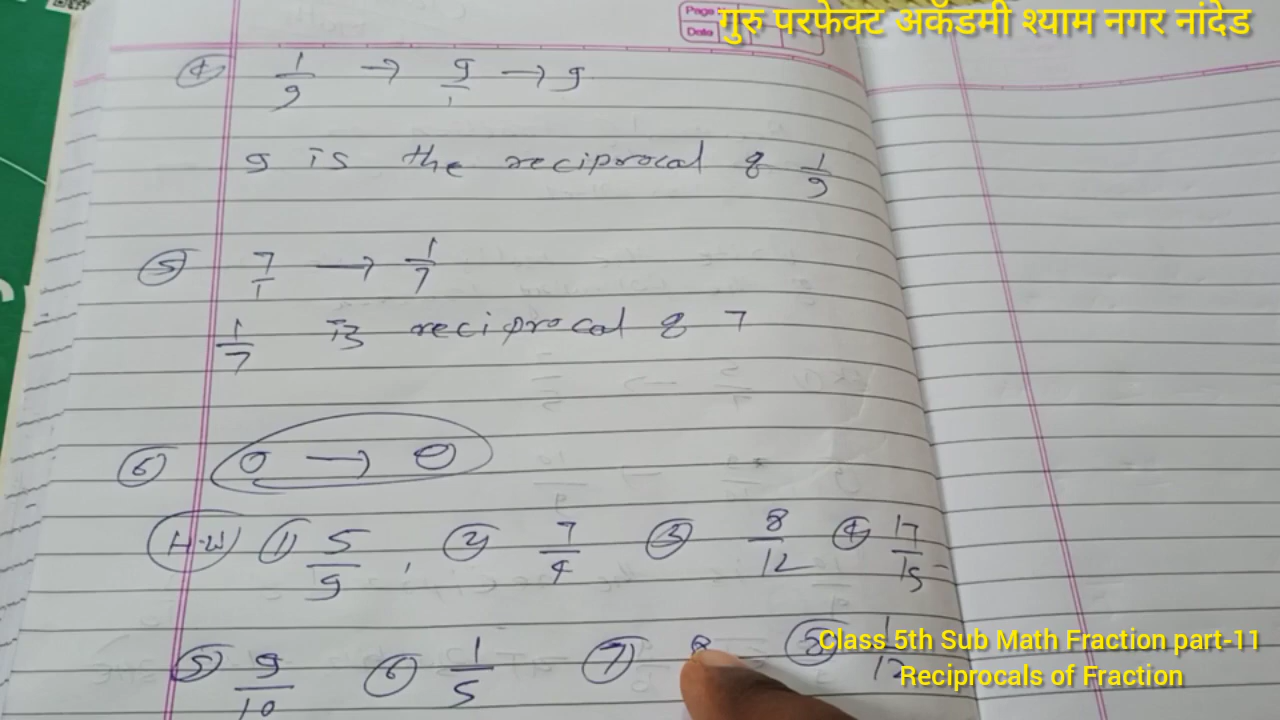 गुरु परफेक्ट अकॅडमी श्याम नगर नांदेड
Page
Date
④ 1/9 → 9/1 → 9
9 is the reciprocal of 1/9
⑤ 7/1 → 1/7
1/7 is reciprocal of 7
⑥ 0 → 0
H.W ① 5/9 , ② 7/4 ③ 8/12 ④ 17/15
⑤ 9/10 ⑥ 1/5 ⑦ 8 ⑧ 1/12
Class 5th Sub Math Fraction part-11
Reciprocals of Fraction